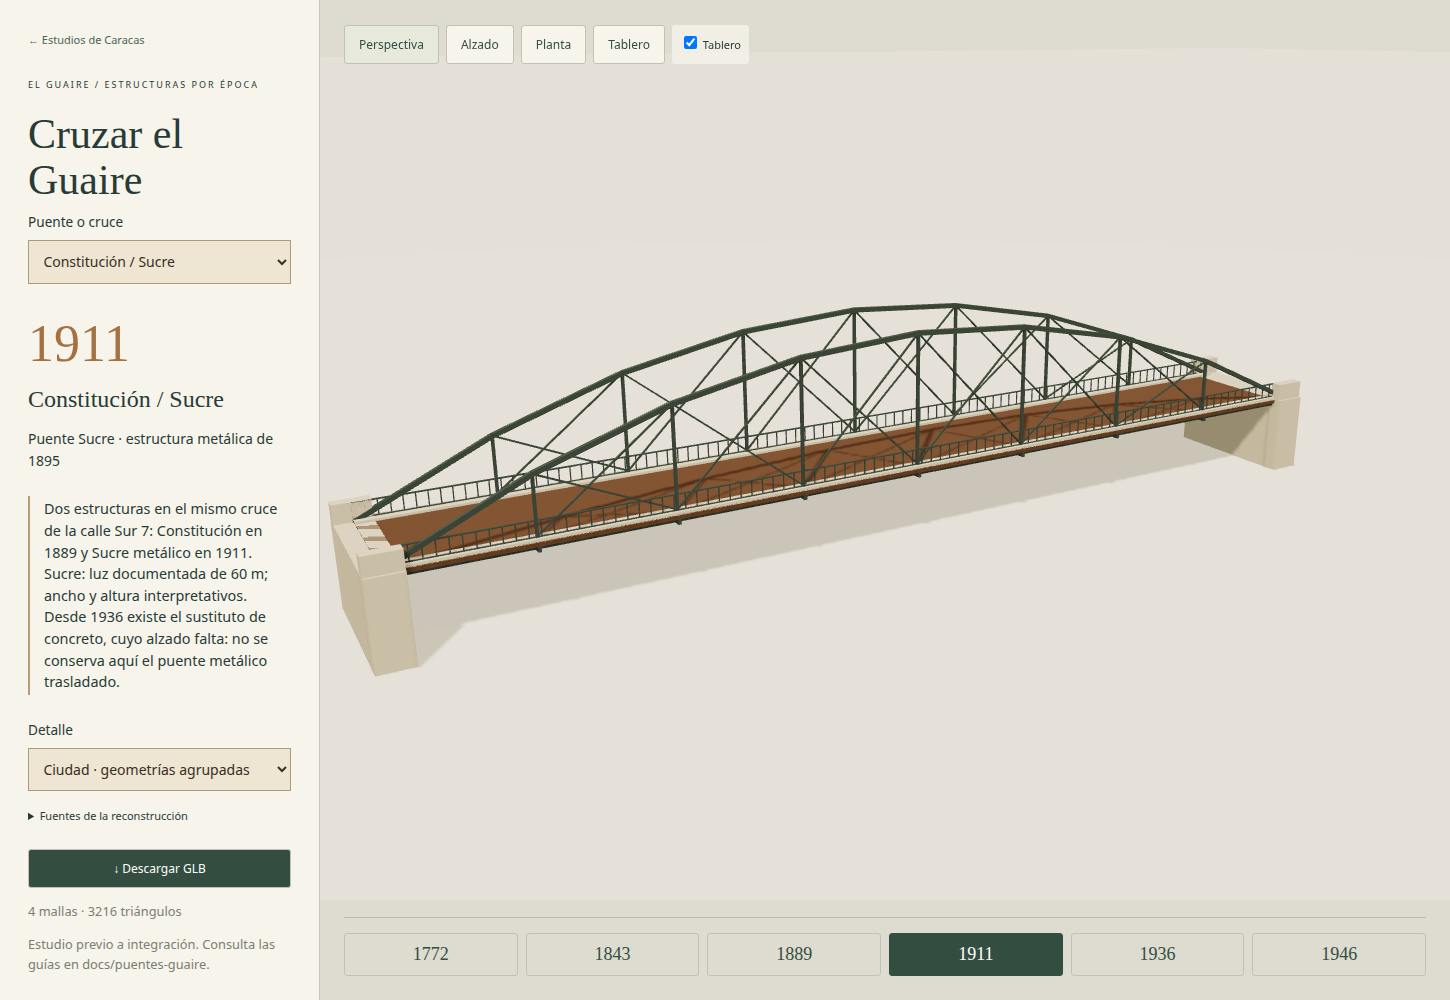 ← Estudios de Caracas
EL GUAIRE / ESTRUCTURAS POR ÉPOCA
Cruzar el
Guaire
Puente o cruce
Constitución / Sucre
1911
Constitución / Sucre
Puente Sucre · estructura metálica de
1895
Dos estructuras en el mismo cruce
de la calle Sur 7: Constitución en
1889 y Sucre metálico en 1911.
Sucre: luz documentada de 60 m;
ancho y altura interpretativos.
Desde 1936 existe el sustituto de
concreto, cuyo alzado falta: no se
conserva aquí el puente metálico
trasladado.
Detalle
Ciudad · geometrías agrupadas
▶ Fuentes de la reconstrucción
↓ Descargar GLB
4 mallas · 3216 triángulos
Estudio previo a integración. Consulta las
guías en docs/puentes-guaire.
Perspectiva Alzado Planta Tablero Tablero
1772 1843 1889 1911 1936 1946